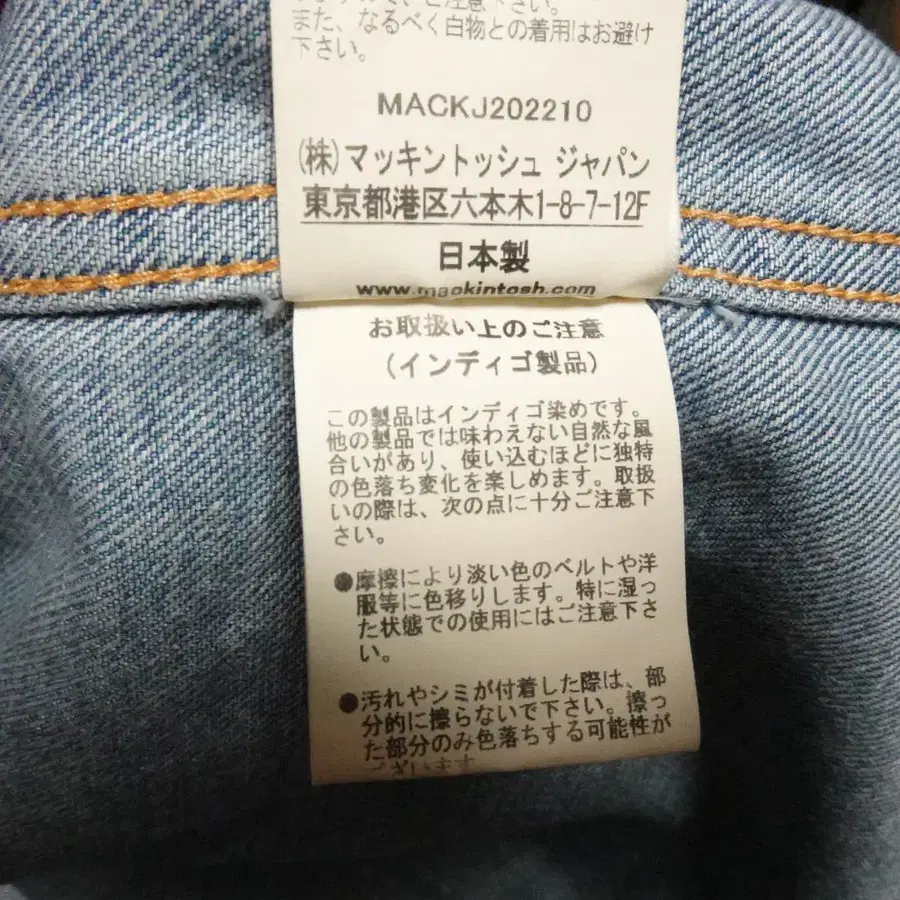 また、なるべく白物との着用はお避け
下さい。
MACKJ202210
(株)マッキントッシュ ジャパン
東京都港区六本木1-8-7-12F
日本製
www.mackintosh.com
お取扱い上のご注意
(インディゴ製品)
この製品はインディゴ染めです。
他の製品では味わえない自然な風
合いがあり、使い込むほどに独特
の色落ち変化を楽しめます。取扱
いの際は、次の点に十分ご注意下
さい。
●摩擦により淡い色のベルトや洋
服等に色移りします。特に湿っ
た状態での使用にはご注意下さ
い。
●汚れやシミが付着した際は、部
分的に擦らないで下さい。擦っ
た部分のみ色落ちする可能性が
ございます